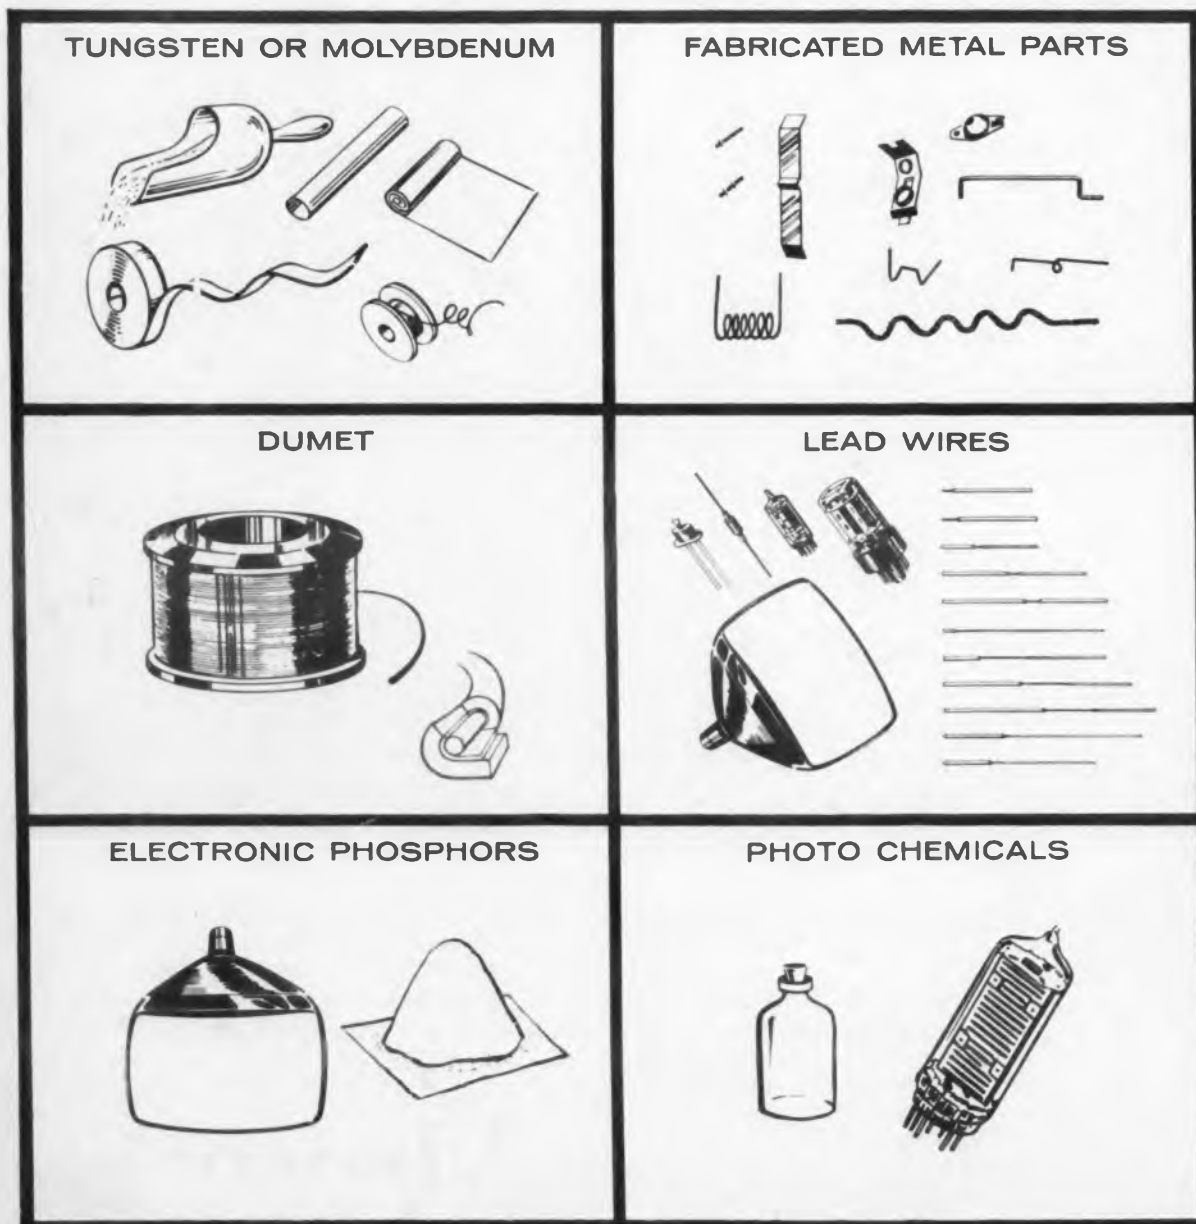 TUNGSTEN OR MOLYBDENUM
FABRICATED METAL PARTS
DUMET
LEAD WIRES
ELECTRONIC PHOSPHORS
PHOTO CHEMICALS